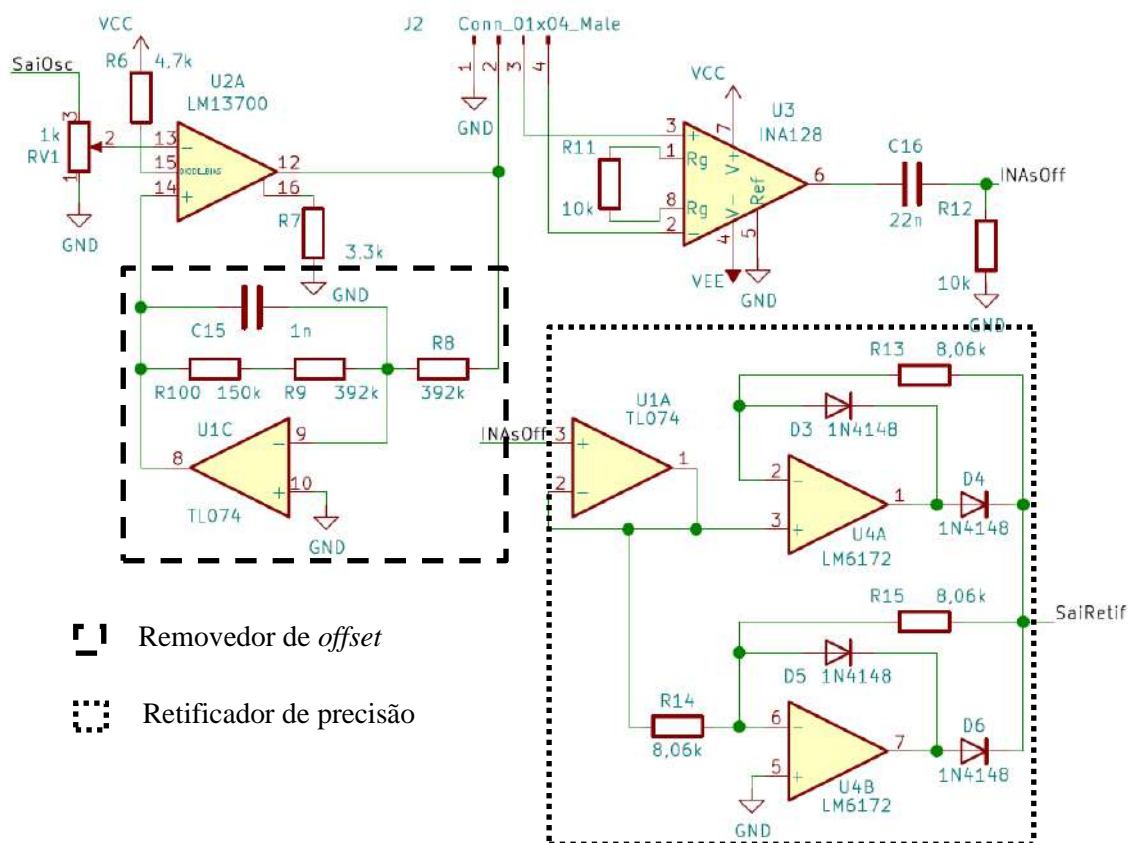 J2 Conn_01x04_Male
VCC
R6 4.7k
SaiOsc
U2A
LM13700
3
1k
RV1
2
1
GND
13
15
14
DIODE_BIAS
-
+
12
16
R7
3.3k
GND
1
2
3
4
GND
VCC
U3
INA128
R11
10k
3
1
8
2
+
Rg
Rg
-
7
V+
V-
Ref
4
5
6
VEE
GND
C16
22n
INAsOff
R12
10k
GND
C15
1n
R8
392k
R100
150k
R9
392k
U1C
TL074
8
9
10
-
+
GND
INAsOff
U1A
TL074
3
2
+
-
1
R13
8,06k
D3
1N4148
2
3
-
+
1
U4A
LM6172
D4
1N4148
R15
8,06k
SaiRetif
D5
1N4148
R14
8,06k
6
5
-
+
7
U4B
LM6172
D6
1N4148
GND
Removedor de offset
Retificador de precisão